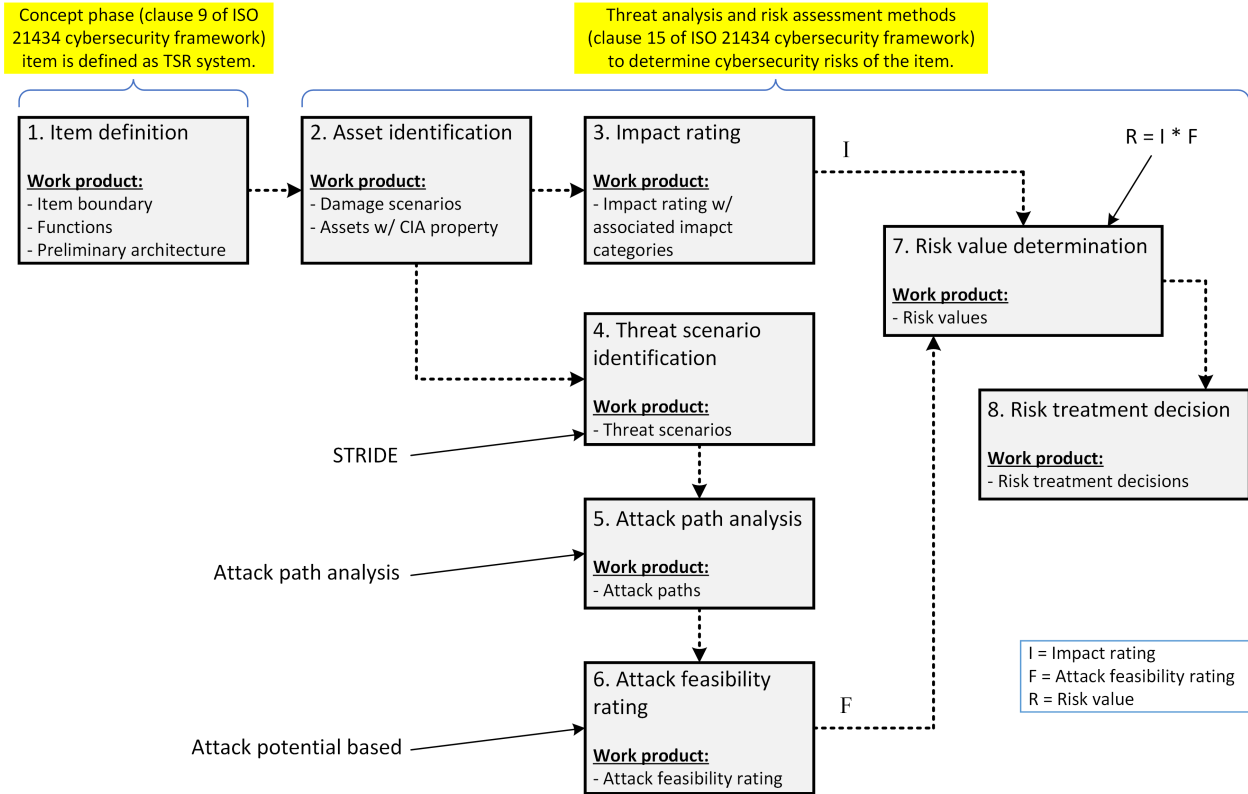 Concept phase (clause 9 of ISO
21434 cybersecurity framework)
item is defined as TSR system.
Threat analysis and risk assessment methods
(clause 15 of ISO 21434 cybersecurity framework)
to determine cybersecurity risks of the item.
1. Item definition
Work product:
- Item boundary
- Functions
- Preliminary architecture
2. Asset identification
Work product:
- Damage scenarios
- Assets w/ CIA property
3. Impact rating
Work product:
- Impact rating w/
associated imapct
categories
I
R = I * F
7. Risk value determination
Work product:
- Risk values
4. Threat scenario
identification
Work product:
- Threat scenarios
STRIDE
8. Risk treatment decision
Work product:
- Risk treatment decisions
5. Attack path analysis
Work product:
- Attack paths
Attack path analysis
6. Attack feasibility
rating
Work product:
- Attack feasibility rating
Attack potential based
F
I = Impact rating
F = Attack feasibility rating
R = Risk value